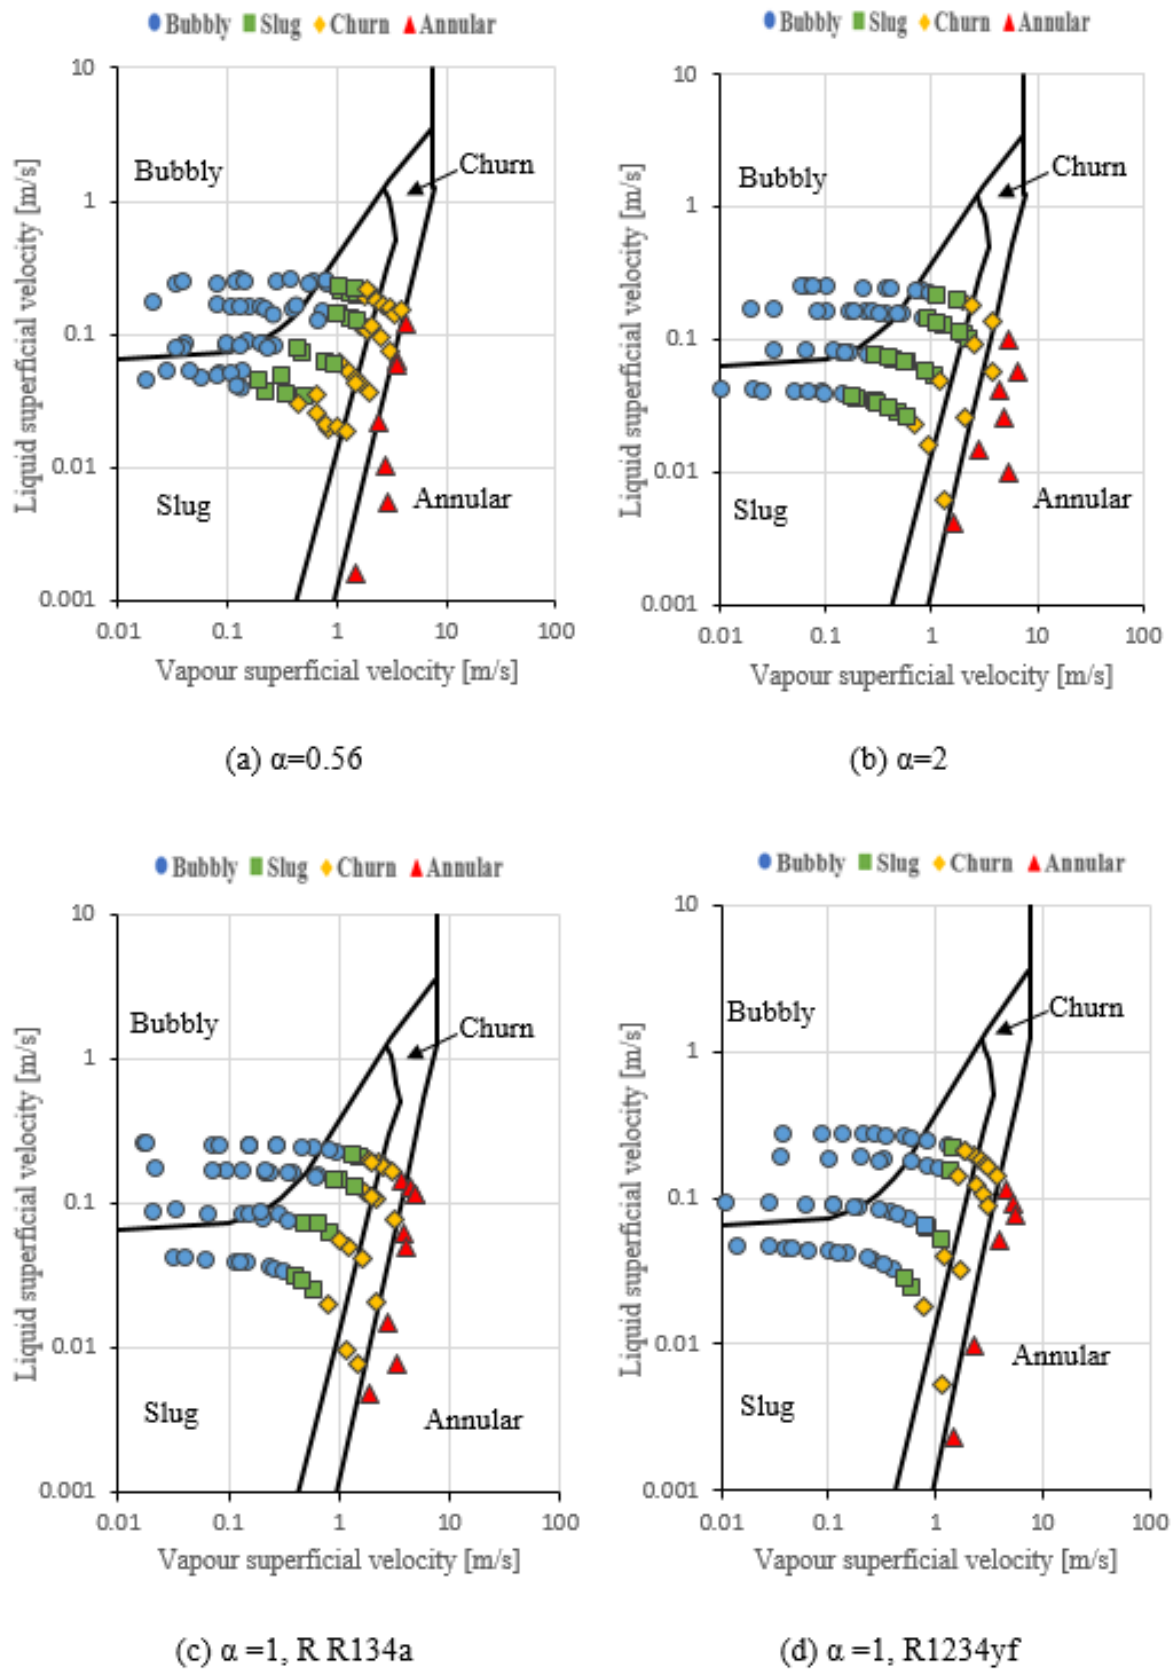 Bubbly Slug Churn Annular
10
1
0.1
0.01
0.001
Liquid superficial velocity [m/s]
Bubbly
Churn
Slug
Annular
0.01 0.1 1 10 100
Vapour superficial velocity [m/s]
(a) α=0.56
Bubbly Slug Churn Annular
10
1
0.1
0.01
0.001
Liquid superficial velocity [m/s]
Bubbly
Churn
Slug
Annular
0.01 0.1 1 10 100
Vapour superficial velocity [m/s]
(b) α=2
Bubbly Slug Churn Annular
10
1
0.1
0.01
0.001
Liquid superficial velocity [m/s]
Bubbly
Churn
Slug
Annular
0.01 0.1 1 10 100
Vapour superficial velocity [m/s]
(c) α =1, R R134a
Bubbly Slug Churn Annular
10
1
0.1
0.01
0.001
Liquid superficial velocity [m/s]
Bubbly
Churn
Slug
Annular
0.01 0.1 1 10 100
Vapour superficial velocity [m/s]
(d) α =1, R1234yf